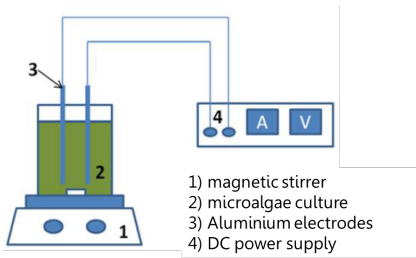 3
4
A V
2
1
1) magnetic stirrer
2) microalgae culture
3) Aluminium electrodes
4) DC power supply